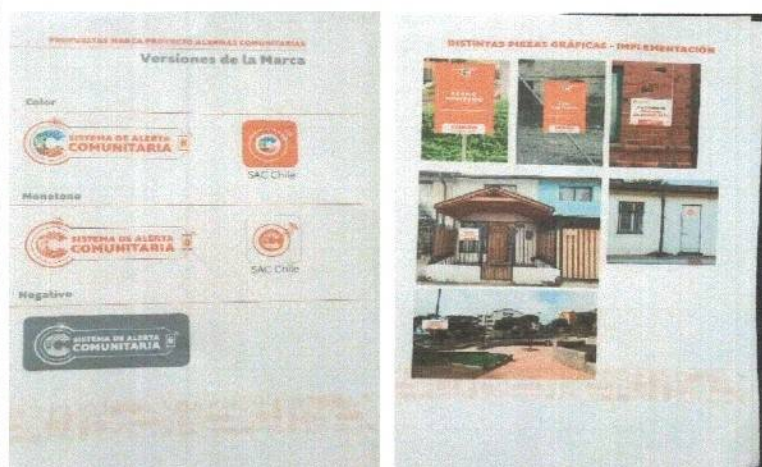 PROPUESTAS MARCA PROYECTO ALARMAS COMUNITARIAS
Versiones de la Marca
Color
SISTEMA DE ALERTA
COMUNITARIA
SAC Chile
Monotono
SISTEMA DE ALERTA
COMUNITARIA
SAC Chile
Negativo
SISTEMA DE ALERTA
COMUNITARIA
DISTINTAS PIEZAS GRÁFICAS - IMPLEMENTACIÓN